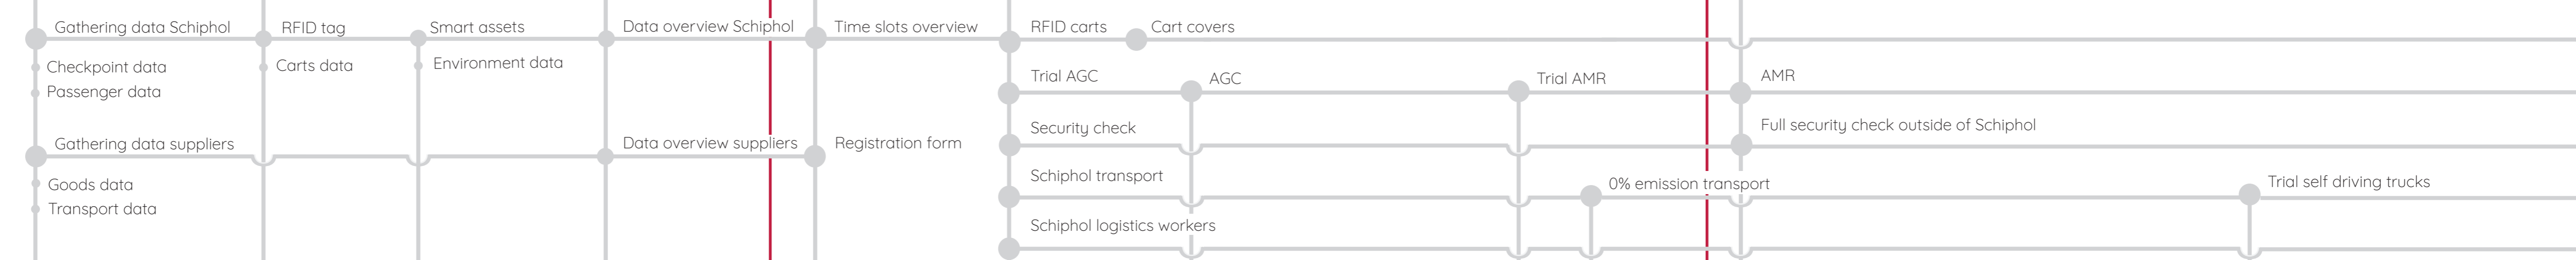 Gathering data Schiphol
RFID tag
Smart assets
Data overview Schiphol
Time slots overview
RFID carts
Cart covers
Checkpoint data
Carts data
Environment data
Passenger data
Trial AGC
AGC
Trial AMR
AMR
Gathering data suppliers
Data overview suppliers
Registration form
Security check
Full security check outside of Schiphol
Goods data
Transport data
Schiphol transport
0% emission transport
Trial self driving trucks
Schiphol logistics workers